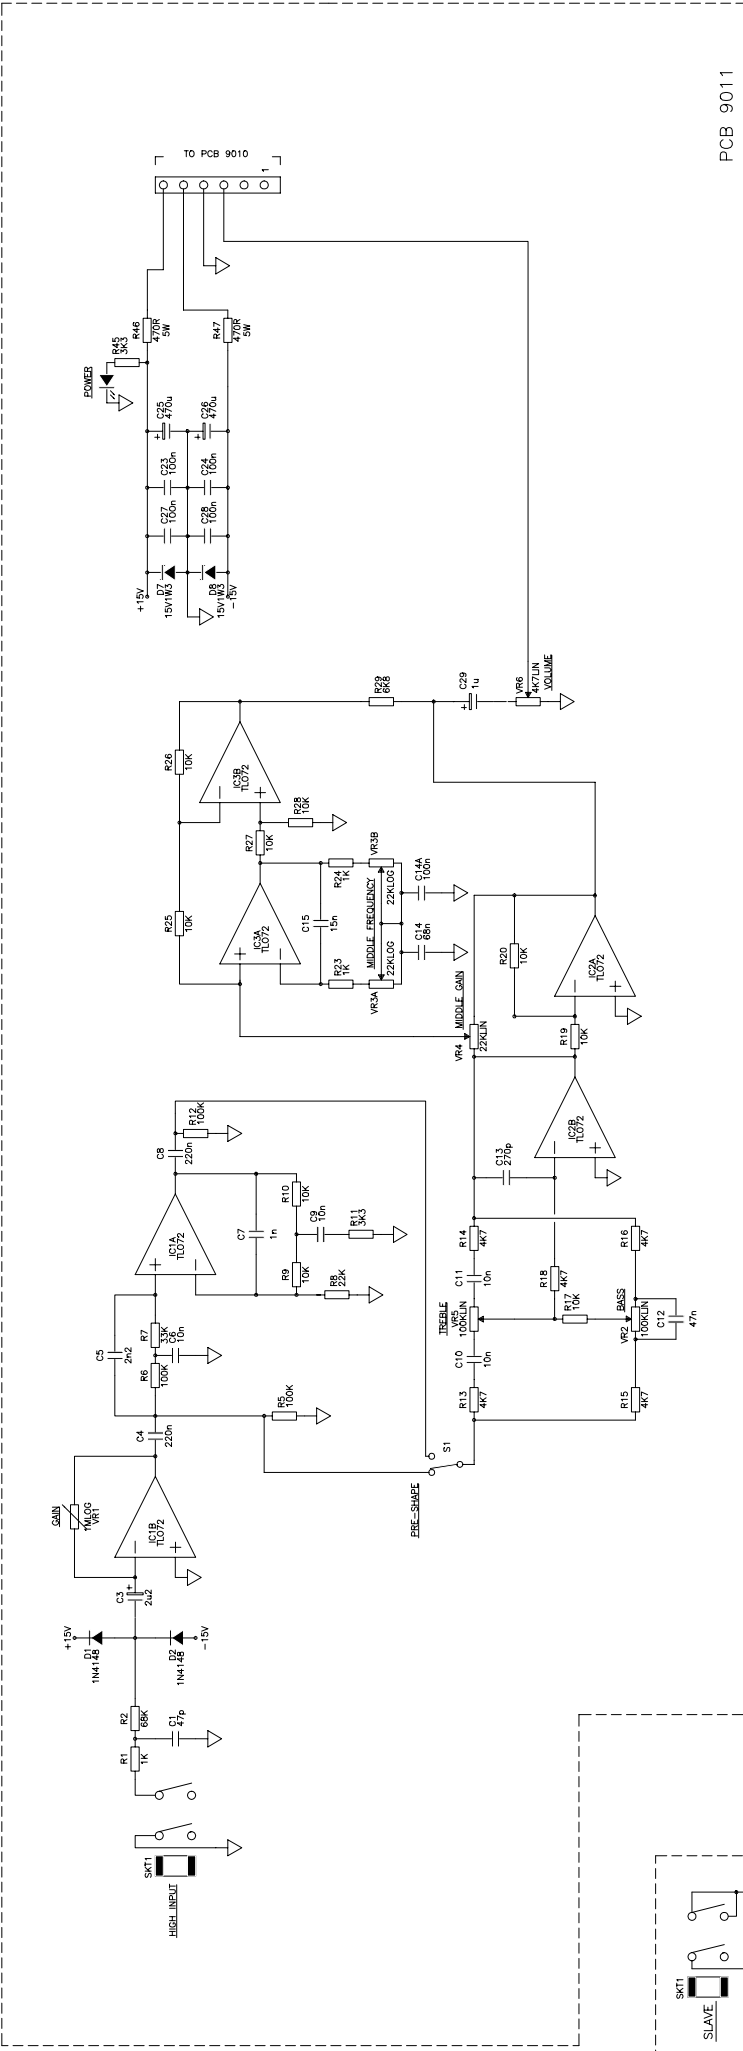 PCB 9011
TO PCB 9010
1
POWER
R45
3K3
R46
470R
5W
R47
470R
5W
C25
470u
+
C26
470u
+
C23
100n
C24
100n
C27
100n
C28
100n
D7
15V1W3
D8
15V1W3
+15V
-15V
R26
10K
R25
10K
IC3B
TL072
-
+
R28
10K
R27
10K
IC3A
TL072
+
-
C15
15n
R24
1K
R23
1K
VR3B
22KLOG
MIDDLE FREQUENCY
22KLOG
VR3A
C14A
100n
C14
68n
R29
6K8
C29
1u
+
VR6
4K7LIN
VOLUME
MIDDLE GAIN
VR4
22KLIN
R20
10K
IC2A
TL072
-
+
R19
10K
IC2B
TL072
-
+
C13
270p
R12
100K
C8
220n
IC1A
TL072
+
-
C7
1n
R10
10K
C9
10n
R11
3K3
R9
10K
R8
22K
C5
2n2
R7
33K
C6
10n
R6
100K
R5
100K
C4
220n
S1
PRE-SHAPE
R14
4K7
C11
10n
TREBLE
VR5
100KLIN
C10
10n
R13
4K7
R18
4K7
R17
10K
R16
4K7
BASS
VR2
100KLIN
C12
47n
R15
4K7
GAIN
1MLOG
VR1
IC1B
TL072
-
+
C3
2u2
+
+15V
D1
1N4148
D2
1N4148
-15V
R2
68K
C1
47p
R1
1K
SKT1
HIGH INPUT
SKT1
SLAVE